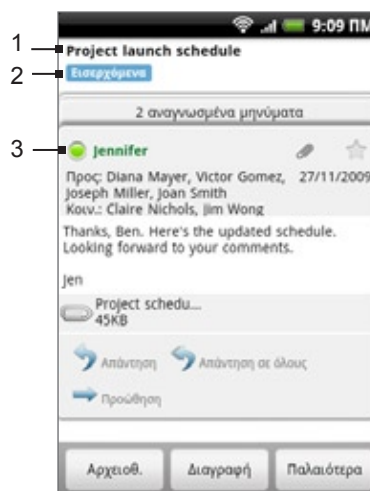 9:09 ΠΜ
1
Project launch schedule
2
Εισερχόμενα
2 αναγνωσμένα μηνύματα
3
Jennifer
Προς: Diana Mayer, Victor Gomez, 27/11/2009
Joseph Miller, Joan Smith
Κοιν.: Claire Nichols, Jim Wong
Thanks, Ben. Here's the updated schedule.
Looking forward to your comments.
Jen
Project schedu...
45KB
Απάντηση Απάντηση σε όλους
Προώθηση
Αρχειοθ. Διαγραφή Παλαιότερα